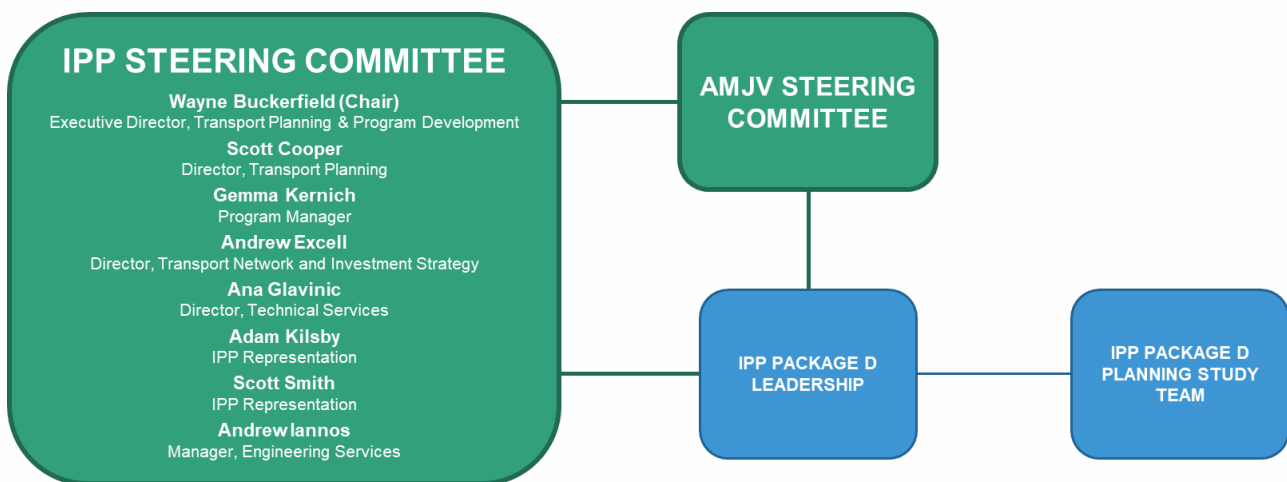 IPP STEERING COMMITTEE
Wayne Buckerfield (Chair)
Executive Director, Transport Planning & Program Development
Scott Cooper
Director, Transport Planning
Gemma Kernich
Program Manager
Andrew Excell
Director, Transport Network and Investment Strategy
Ana Glavinic
Director, Technical Services
Adam Kilsby
IPP Representation
Scott Smith
IPP Representation
Andrew Iannos
Manager, Engineering Services
AMJV STEERING
COMMITTEE
IPP PACKAGE D
LEADERSHIP
IPP PACKAGE D
PLANNING STUDY
TEAM